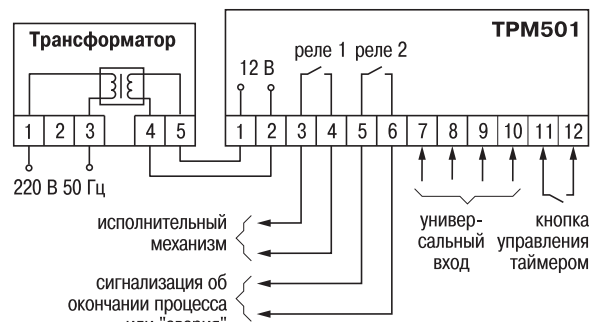 Трансформатор
ТРМ501
12 В
реле 1 реле 2
1 2 3 4 5
1 2 3 4 5 6 7 8 9 10 11 12
220 В 50 Гц
исполнительный
механизм
универ-
сальный
вход
кнопка
управления
таймером
сигнализация об
окончании процесса
или "авария"